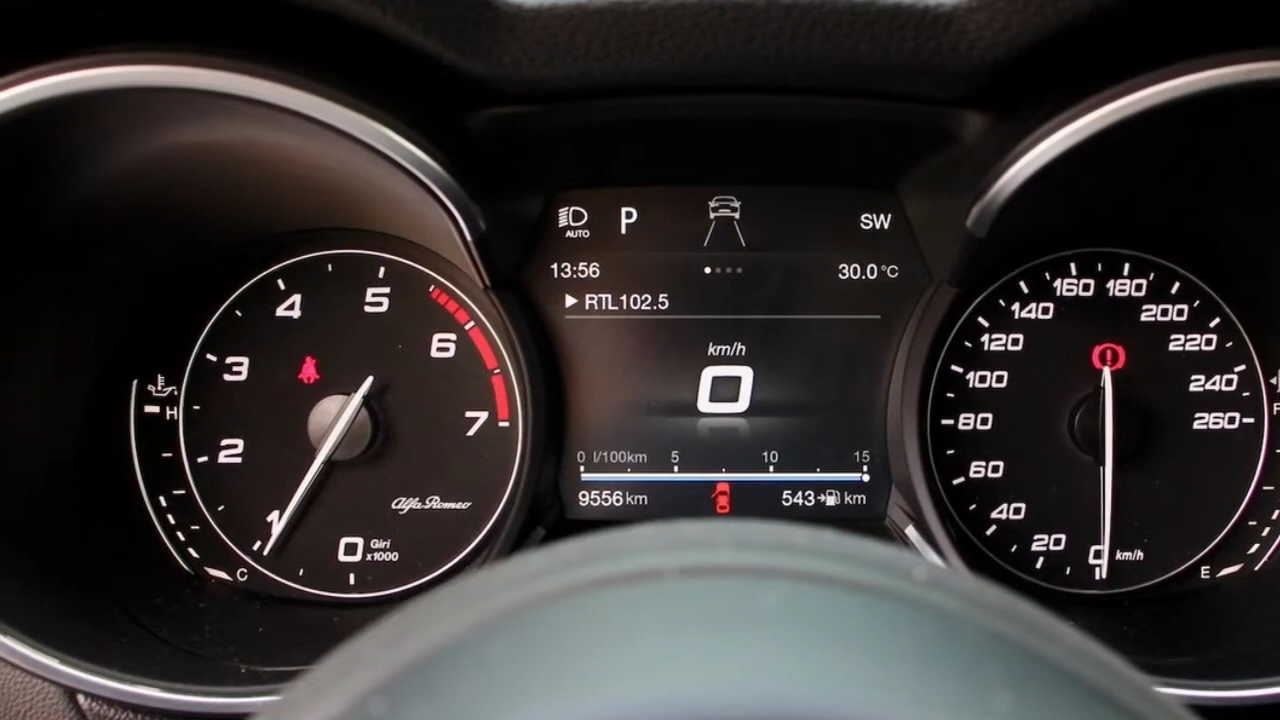 H
C
1
2
3
4
5
6
7
Alfa Romeo
0 Giri
x1000
AUTO
P
SW
13:56
30.0 °C
RTL102.5
km/h
0
0 l/100km 5 10 15
9556 km
543 km
0 km/h
20
40
60
80
100
120
140
160
180
200
220
240
260
E
F